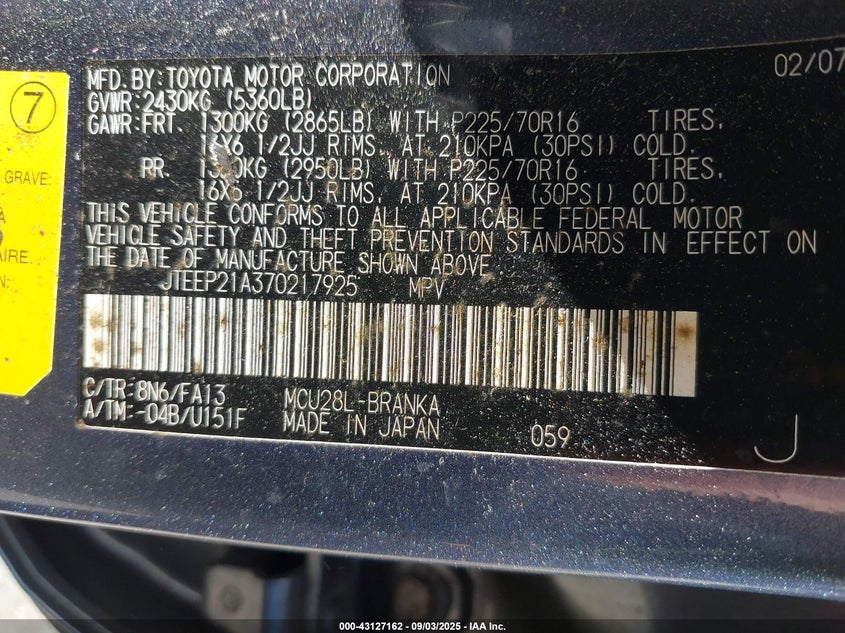 02/07
MFD. BY: TOYOTA MOTOR CORPORATION
GVWR: 2430KG (5360LB)
GAWR: FRT. 1300KG (2865LB) WITH P225/70R16 TIRES,
16X6 1/2JJ RIMS, AT 210KPA (30PSI) COLD.
RR. KG (2950LB) WITH P225/70R16 TIRES,
16X6 1/2JJ RIMS, AT 210KPA (30PSI) COLD.
THIS VEHICLE CONFORMS TO ALL APPLICABLE FEDERAL MOTOR
VEHICLE SAFETY AND THEFT PREVENTION STANDARDS IN EFFECT ON
THE DATE OF MANUFACTURE SHOWN ABOVE.
JTEEP21A370217925 MPV
C/TR: 8N6/FA13 MCU28L-BRANKA
A/TM: -04B/U151F MADE IN JAPAN 059 J
7
GRAVE:
A
AIRE.
N:
000-43127162 - 09/03/2025 - IAA Inc.